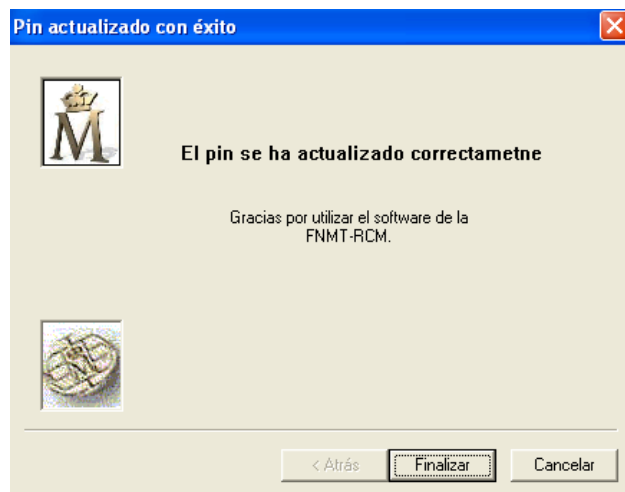 Pin actualizado con éxito
M
El pin se ha actualizado correctametne
Gracias por utilizar el software de la
FNMT-RCM.
< Atrás Finalizar Cancelar